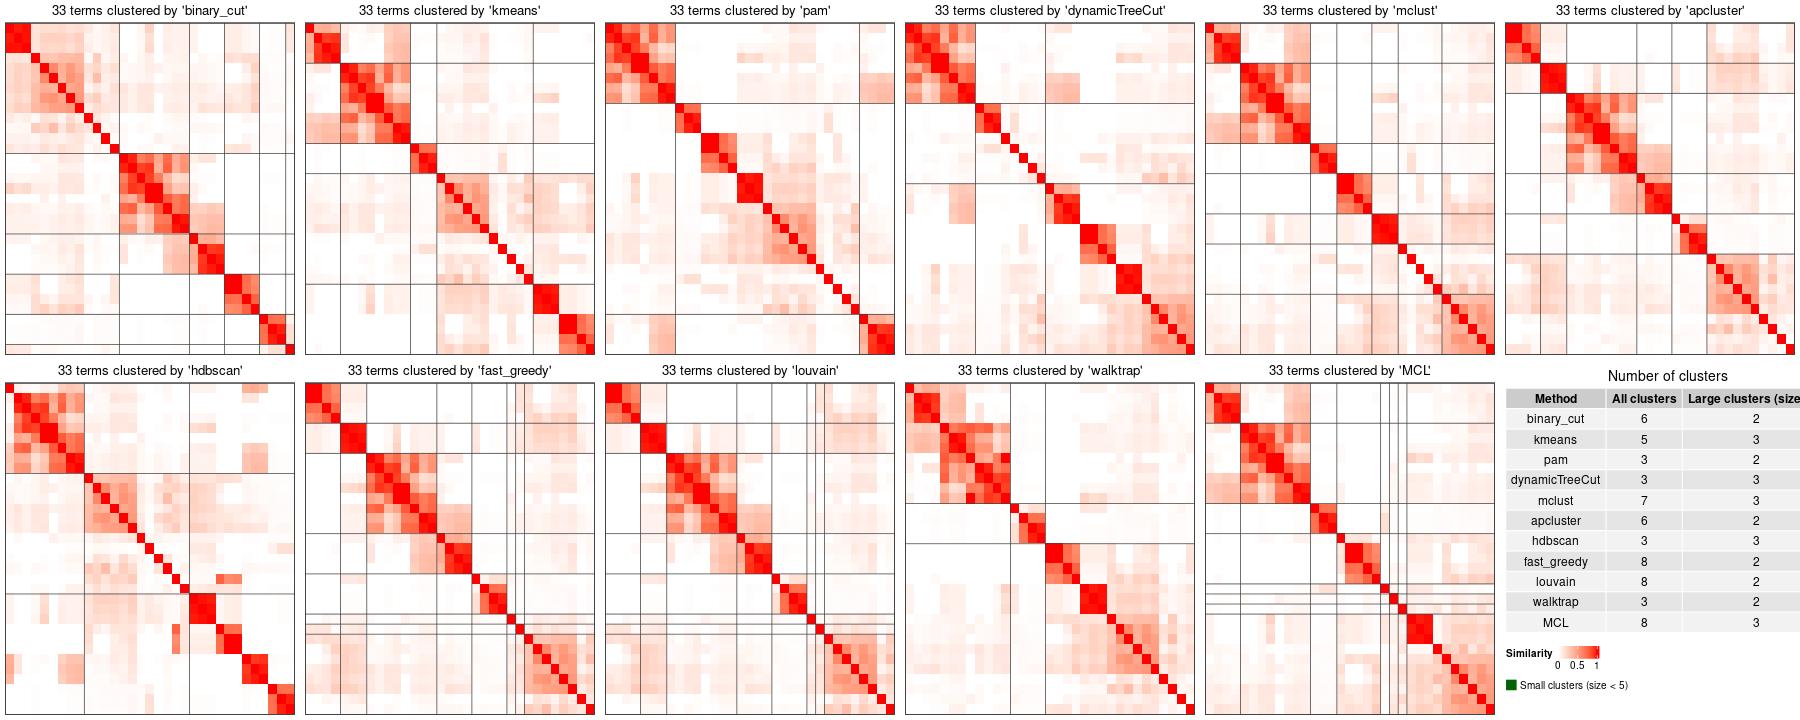 33 terms clustered by 'binary_cut'
33 terms clustered by 'kmeans'
33 terms clustered by 'pam'
33 terms clustered by 'dynamicTreeCut'
33 terms clustered by 'mclust'
33 terms clustered by 'apcluster'
33 terms clustered by 'hdbscan'
33 terms clustered by 'fast_greedy'
33 terms clustered by 'louvain'
33 terms clustered by 'walktrap'
33 terms clustered by 'MCL'
Number of clusters
Method All clusters Large clusters (size
binary_cut 6 2
kmeans 5 3
pam 3 2
dynamicTreeCut 3 3
mclust 7 3
apcluster 6 2
hdbscan 3 3
fast_greedy 8 2
louvain 8 2
walktrap 3 2
MCL 8 3
Similarity
0 0.5 1
Small clusters (size < 5)